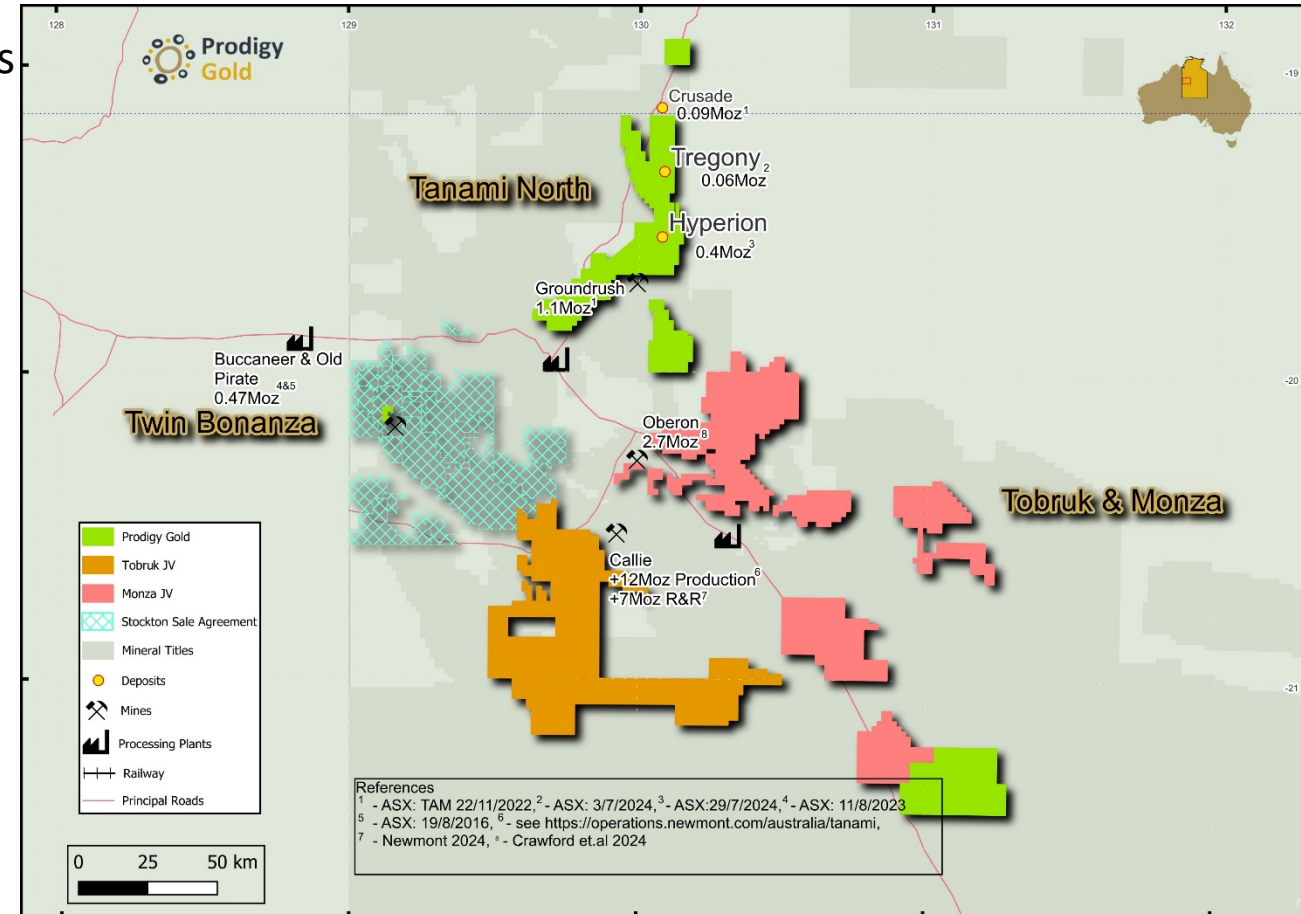 s
128
129
130
131
132
Prodigy
Gold
-19
Crusade
0.09Moz1
Tregony2
0.06Moz
Tanami North
Hyperion
0.4Moz3
Groundrush
1.1Moz1
Buccaneer & Old
Pirate
0.47Moz 4&5
-20
Twin Bonanza
Oberon
2.7Moz8
Tobruk & Monza
Callie
+12Moz Production6
+7Moz R&R7
-21
Prodigy Gold
Tobruk JV
Monza JV
Stockton Sale Agreement
Mineral Titles
Deposits
Mines
Processing Plants
Railway
Principal Roads
References
1 - ASX: TAM 22/11/2022,2 - ASX: 3/7/2024,3 - ASX:29/7/2024,4 - ASX: 11/8/2023
5 - ASX: 19/8/2016, 6 - see https://operations.newmont.com/australia/tanami,
7 - Newmont 2024, 8 - Crawford et.al 2024
0 25 50 km